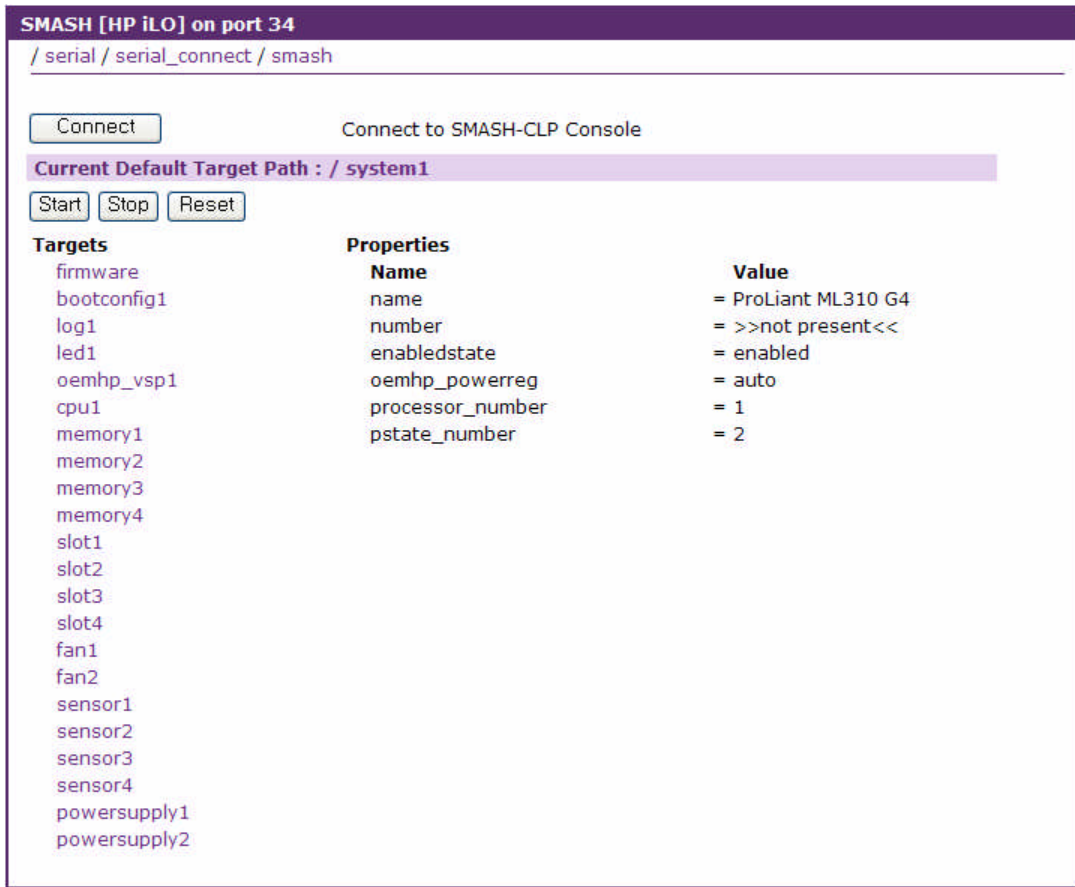 SMASH [HP iLO] on port 34
/ serial / serial_connect / smash
Connect Connect to SMASH-CLP Console
Current Default Target Path : / system1
Start Stop Reset
Targets Properties
firmware Name Value
bootconfig1 name = ProLiant ML310 G4
log1 number = >>not present<<
led1 enabledstate = enabled
oemhp_vsp1 oemhp_powerreg = auto
cpu1 processor_number = 1
memory1 pstate_number = 2
memory2
memory3
memory4
slot1
slot2
slot3
slot4
fan1
fan2
sensor1
sensor2
sensor3
sensor4
powersupply1
powersupply2